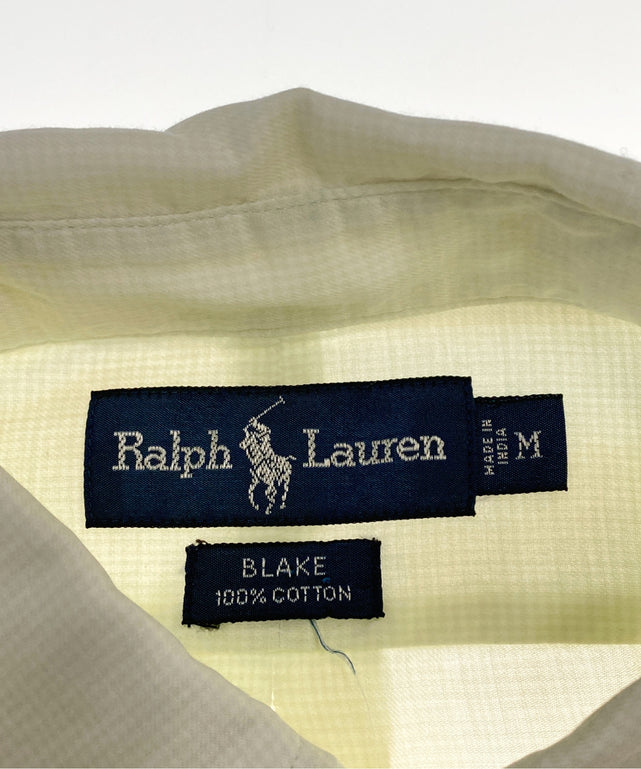 Ralph Lauren
MADE IN
INDIA
M
BLAKE
100% COTTON